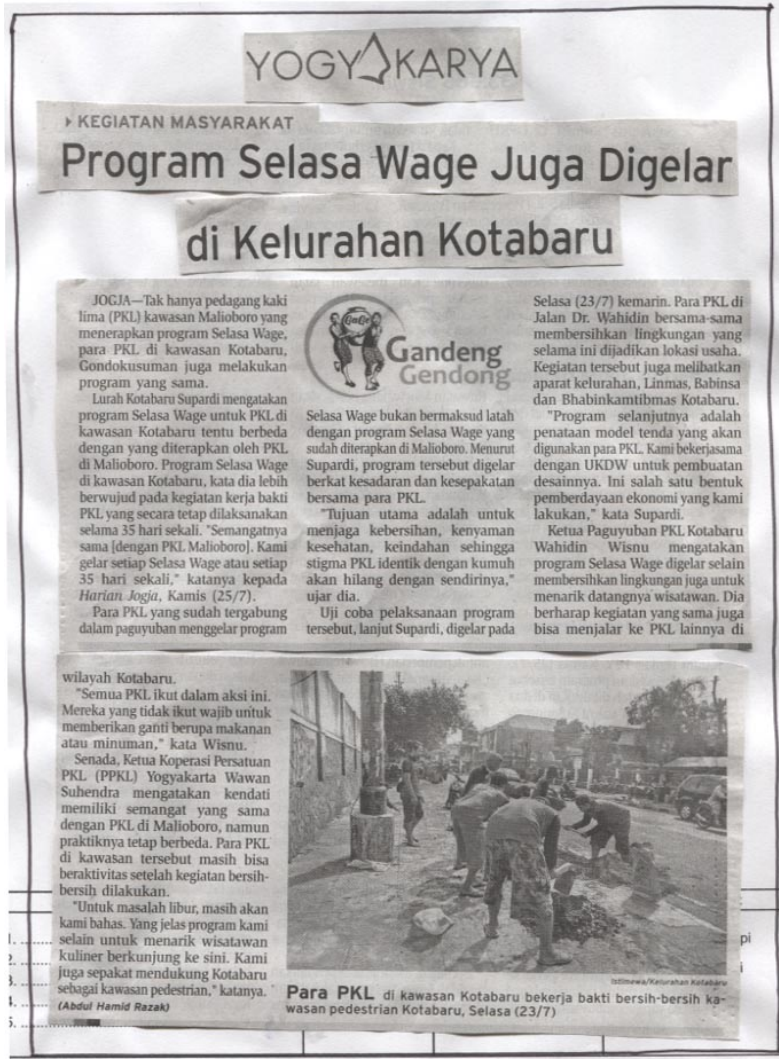 YOGYAKARYA
KEGIATAN MASYARAKAT
Program Selasa Wage Juga Digelar
di Kelurahan Kotabaru
JOGJA—Tak hanya pedagang kaki
lima (PKL) kawasan Malioboro yang
menerapkan program Selasa Wage,
para PKL di kawasan Kotabaru,
Gondokusuman juga melakukan
program yang sama.
Lurah Kotabaru Supardi mengatakan
program Selasa Wage untuk PKL di
kawasan Kotabaru tentu berbeda
dengan yang diterapkan oleh PKL
di Malioboro. Program Selasa Wage
di kawasan Kotabaru, kata dia lebih
berwujud pada kegiatan kerja bakti
PKL yang secara tetap dilaksanakan
selama 35 hari sekali. "Semangatnya
sama [dengan PKL Malioboro]. Kami
gelar setiap Selasa Wage atau setiap
35 hari sekali," katanya kepada
Harian Jogja, Kamis (25/7).
Para PKL yang sudah tergabung
dalam paguyuban menggelar program
GaGe
Gandeng
Gendong
Selasa Wage bukan bermaksud latah
dengan program Selasa Wage yang
sudah diterapkan di Malioboro. Menurut
Supardi, program tersebut digelar
berkat kesadaran dan kesepakatan
bersama para PKL.
"Tujuan utama adalah untuk
menjaga kebersihan, kenyaman
kesehatan, keindahan sehingga
stigma PKL identik dengan kumuh
akan hilang dengan sendirinya,"
ujar dia.
Uji coba pelaksanaan program
tersebut, lanjut Supardi, digelar pada
Selasa (23/7) kemarin. Para PKL di
Jalan Dr. Wahidin bersama-sama
membersihkan lingkungan yang
selama ini dijadikan lokasi usaha.
Kegiatan tersebut juga melibatkan
aparat kelurahan, Linmas, Babinsa
dan Bhabinkamtibmas Kotabaru.
"Program selanjutnya adalah
penataan model tenda yang akan
digunakan para PKL. Kami bekerjasama
dengan UKDW untuk pembuatan
desainnya. Ini salah satu bentuk
pemberdayaan ekonomi yang kami
lakukan," kata Supardi.
Ketua Paguyuban PKL Kotabaru
Wahidin Wisnu mengatakan
program Selasa Wage digelar selain
membersihkan lingkungan juga untuk
menarik datangnya wisatawan. Dia
berharap kegiatan yang sama juga
bisa menjalar ke PKL lainnya di
wilayah Kotabaru.
"Semua PKL ikut dalam aksi ini.
Mereka yang tidak ikut wajib untuk
memberikan ganti berupa makanan
atau minuman," kata Wisnu.
Senada, Ketua Koperasi Persatuan
PKL (PPKL) Yogyakarta Wawan
Suhendra mengatakan kendati
memiliki semangat yang sama
dengan PKL di Malioboro, namun
praktiknya tetap berbeda. Para PKL
di kawasan tersebut masih bisa
beraktivitas setelah kegiatan bersih-
bersih dilakukan.
"Untuk masalah libur, masih akan
kami bahas. Yang jelas program kami
selain untuk menarik wisatawan
kuliner berkunjung ke sini. Kami
juga sepakat mendukung Kotabaru
sebagai kawasan pedestrian," katanya.
(Abdul Hamid Razak)
Istimewa/Kelurahan Kotabaru
Para PKL di kawasan Kotabaru bekerja bakti bersih-bersih ka-
wasan pedestrian Kotabaru, Selasa (23/7)
1.
2
3.
4.
5.
pi
i